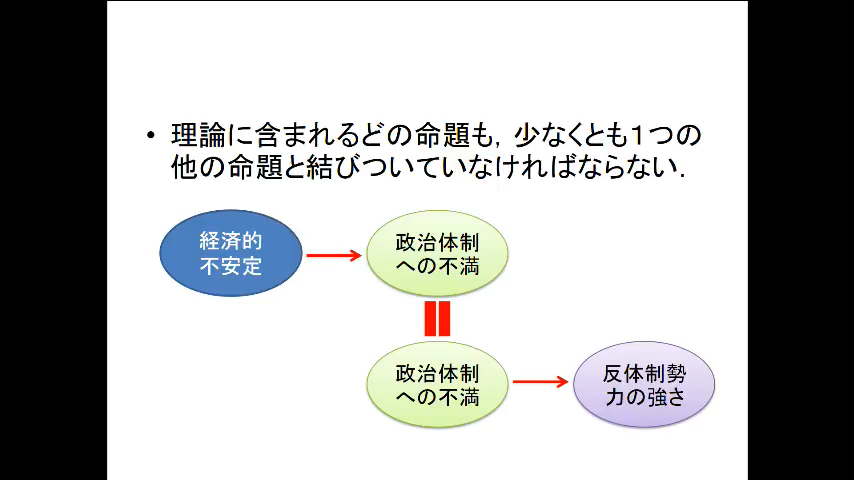 • 理論に含まれるどの命題も，少なくとも１つの
他の命題と結びついていなければならない．
経済的
不安定
政治体制
への不満
政治体制
への不満
反体制勢
力の強さ